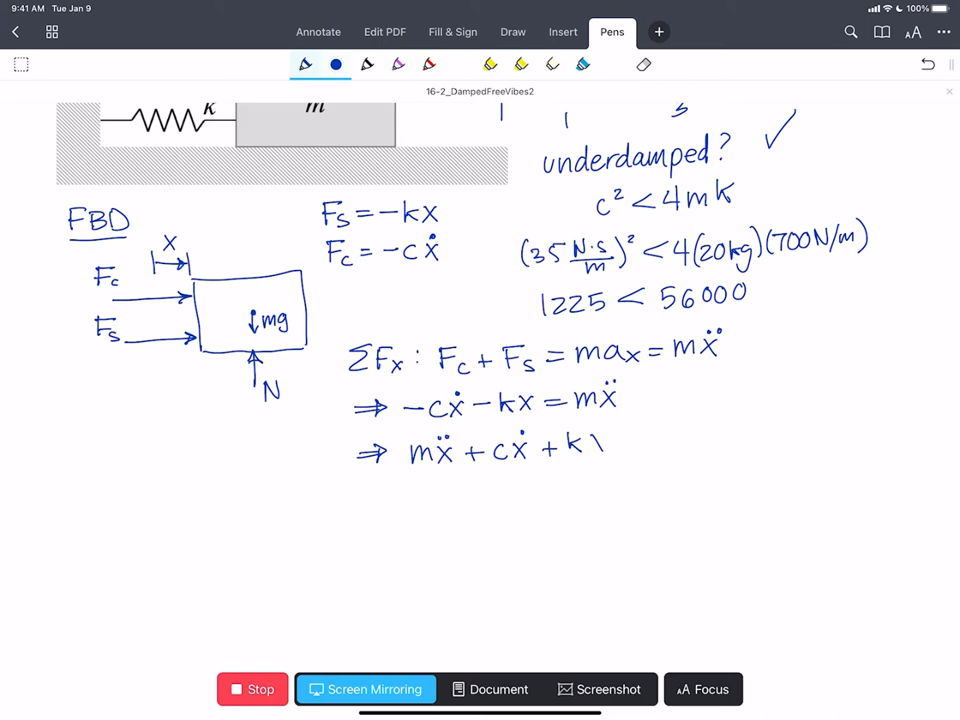 9:41 AM Tue Jan 9
100%
Annotate Edit PDF Fill & Sign Draw Insert Pens
AA
16-2_DampedFreeVibes2
k
m
underdamped? ✓
c² < 4mk
(35 N·s/m)² < 4(20kg)(700N/m)
1225 < 56000
FBD
x
Fc
Fs
mg
N
Fs = -kx
Fc = -cẋ
ΣFx : Fc + Fs = max = mẍ
⇒ -cẋ - kx = mẍ
⇒ mẍ + cẋ + k
Stop Screen Mirroring Document Screenshot AA Focus